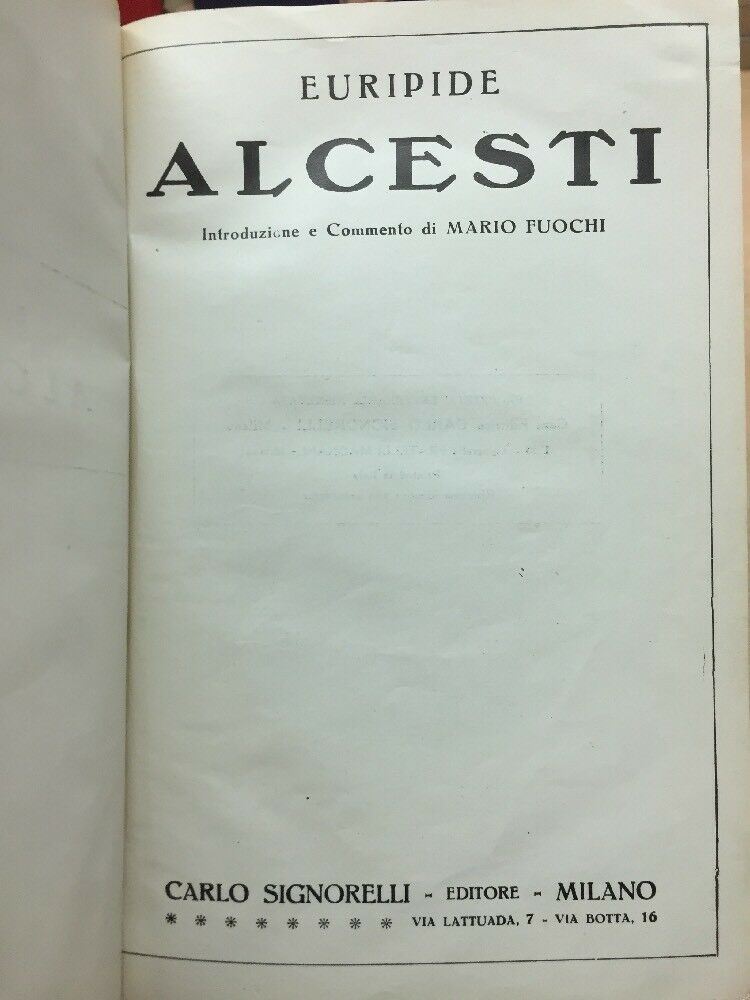 EURIPIDE
ALCESTI
Introduzione e Commento di MARIO FUOCHI
CARLO SIGNORELLI - EDITORE - MILANO
* * * * * * * * VIA LATTUADA, 7 - VIA BOTTA, 16